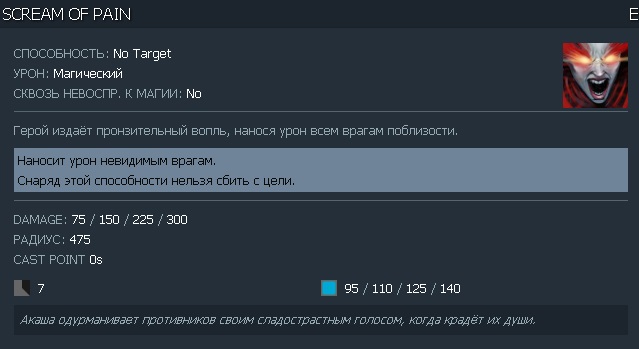 SCREAM OF PAIN E
СПОСОБНОСТЬ: No Target
УРОН: Магический
СКВОЗЬ НЕВОСПР. К МАГИИ: No
Герой издаёт пронзительный вопль, нанося урон всем врагам поблизости.
Наносит урон невидимым врагам.
Снаряд этой способности нельзя сбить с цели.
DAMAGE: 75 / 150 / 225 / 300
РАДИУС: 475
CAST POINT 0s
7 95 / 110 / 125 / 140
Акаша одурманивает противников своим сладострастным голосом, когда крадёт их души.